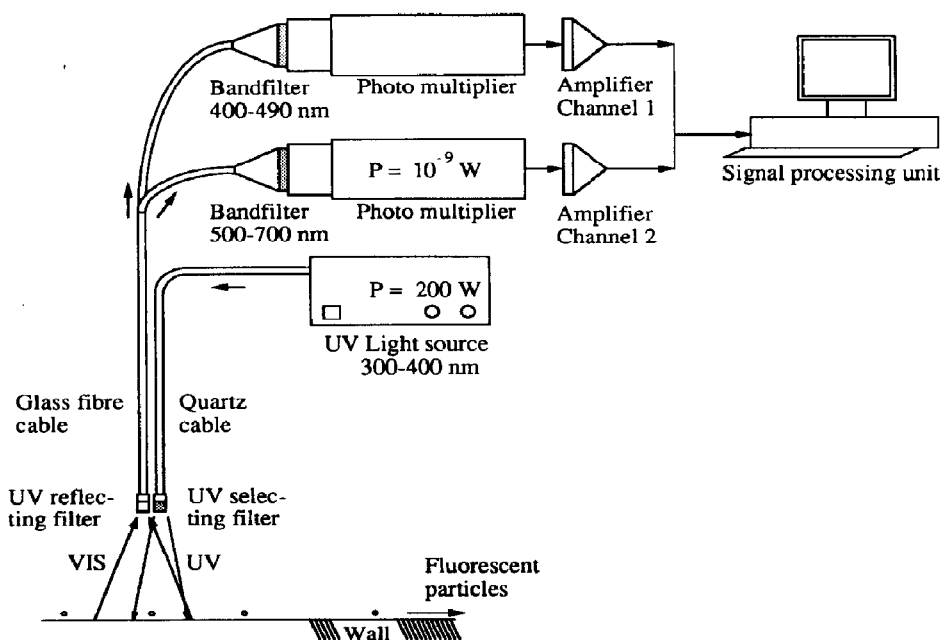 Bandfilter
400-490 nm
Photo multiplier
Amplifier
Channel 1
P = 10⁻⁹ W
Bandfilter
500-700 nm
Photo multiplier
Amplifier
Channel 2
Signal processing unit
P = 200 W
UV Light source
300-400 nm
Glass fibre
cable
Quartz
cable
UV reflec-
ting filter
UV selec-
ting filter
VIS
UV
Fluorescent
particles
Wall